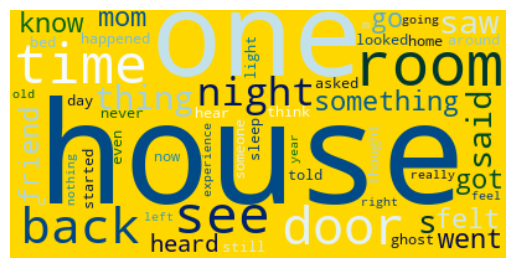 know
mom
one
go
going
saw
bed
happened
light
looked
home
around
m
time
room
old
day
thing
night
asked
something
never
hear
think
said
friend
house
nothing
started
even
now
experience
someone
sleep
year
told
thought
really
got
feel
back
left
see
door
right
s
felt
heard
still
ghost
went